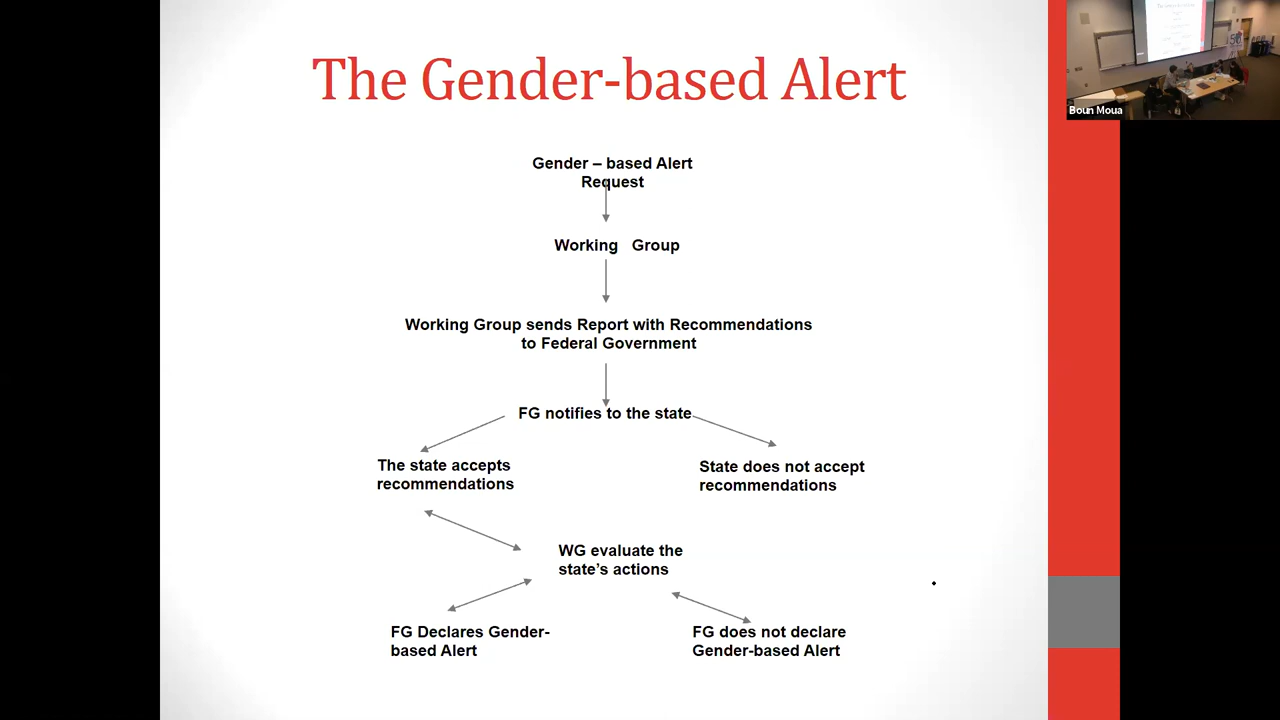 The Gender-based Alert
Boun Moua
Gender – based Alert
Request
Working Group
Working Group sends Report with Recommendations
to Federal Government
FG notifies to the state
The state accepts
recommendations
State does not accept
recommendations
WG evaluate the
state's actions
FG Declares Gender-
based Alert
FG does not declare
Gender-based Alert